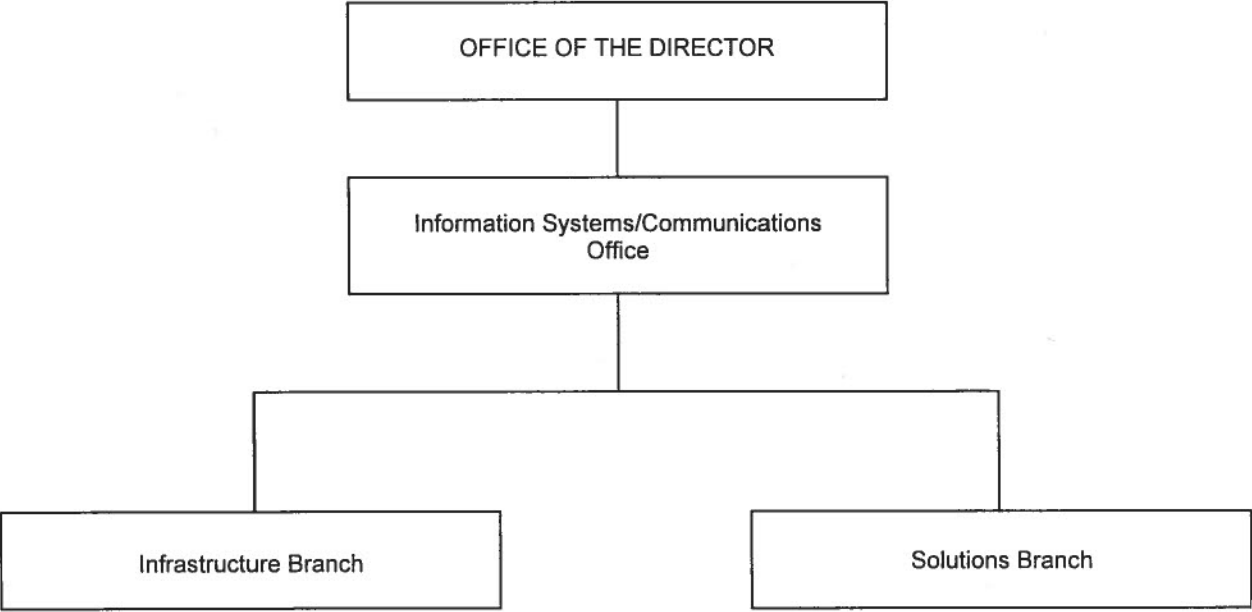 OFFICE OF THE DIRECTOR
Information Systems/Communications
Office
Infrastructure Branch
Solutions Branch